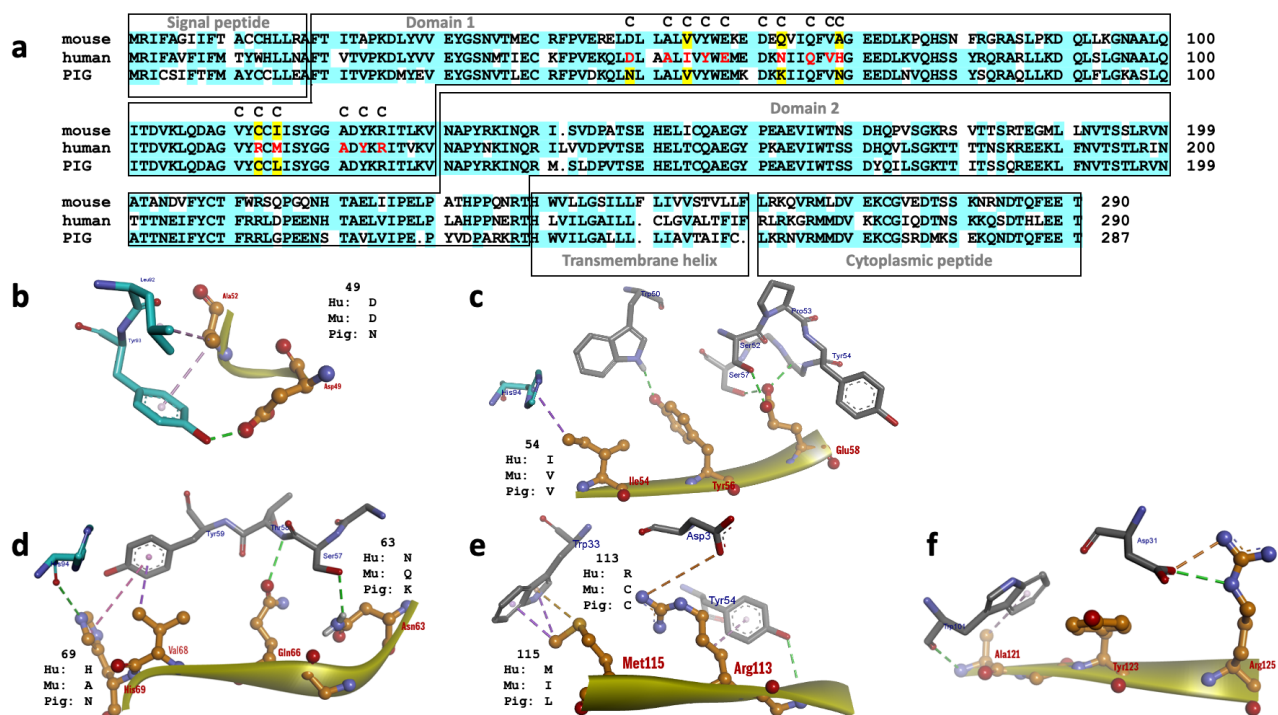 a
Signal peptide Domain 1 C C C C C C C C C
mouse MRIFAGIIFT ACCHLLRAFT ITAPKDLYVV EYGSNVTMEC RFPVERELDL LALVVYWEKE DEQVIQFVAG EEDLKPQHSN FRGRASLPKD QLLKGNAALQ 100
human MRIFAVFIFM TYWHLLRAFT VTVPKDLYVV EYGSNMTIEC KFPVEKQLDL AALIVYWEME DKNIIQFVHG EEDLKVQHSS YRQRARLLKD QLSLGNAALQ 100
PIG MRICSIFTFM AYCCLLEAFT ITVPKDMYEV EYGSNVTLEC RFPVDKQLNL LALVVYWEMK DKKIIQFVNG EEDLNVQHSS YSQRAQLLKD QLFLGKASLQ 100
C C C C C C Domain 2
mouse ITDVKLQDAG VYCCIISYGG ADYKRITLKV NAPYRKINQR I.SVDPATSE HELICQAEGY PEAEVIWTNS DHQPVSGKRS VTTSRTEGML LNVTSSLRVN 199
human ITDVKLQDAG VYRCMISYGG ADYKRITVKV NAPYNKINQR ILVVDPVTSE HELTCQAEGY PKAEVIWTSS DHQVLSGKTT TTNSKREEKL FNVTSTLRIN 200
PIG ITDVKLQDAG VYCCLISYGG ADYKRITLKV NAPYRKINQR M.SLDPVTSE HELTCQAEGY PEAEVIWTSS DYQILSGKTT ITSSQREEKL FNVTSTLRVN 199
mouse ATANDVFYCT FWRSQPGQNH TAELIIPELP ATHPPQNRTH WVLLGSILLF LIVVSTVLLF LRKQVRMLDV EKCGVEDTSS KNRNDTQFEE T 290
human TTTNEIFYCT FRRLDPEENH TAELVIPELP LAHPPNERTH LVILGAILL. CLGVALTFIF RLRKGRMMDV KKCGIQDTNS KKQSDTHLEE T 290
PIG ATTNEIFYCT FRRLGPEENS TAVLVIPE.P YVDPARKRTH WVILGALLL. LIAVTAIFC. LKRNVRMMDV EKCGSRDMKS EKQNDTQFEE T 287
Transmembrane helix Cytoplasmic peptide
b
Leu92
Ala52
Tyr93
Asp49
49
Hu: D
Mu: D
Pig: N
c
Trp50
Pro53
Ser52
Tyr54
Ser57
His94
54
Hu: I
Mu: V
Pig: V
Ile54
Tyr56
Glu58
d
Tyr59
Ser57
63
Hu: N
Mu: Q
Pig: K
Asn63
Val68
Gln66
His69
69
Hu: H
Mu: A
Pig: N
e
Trp33
113
Hu: R
Mu: C
Pig: C
Tyr54
Met115
Arg113
115
Hu: M
Mu: I
Pig: L
f
Asp31
Ala121
Tyr123
Arg125